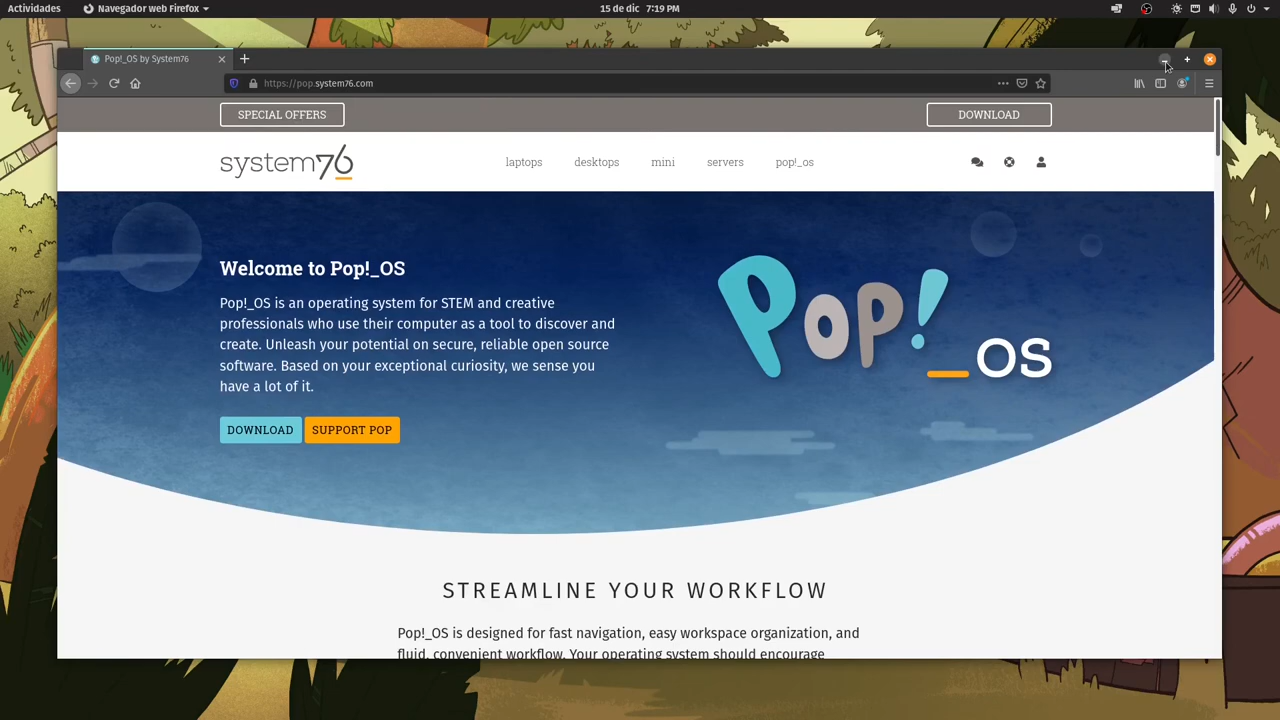 Actividades
Navegador web Firefox
15 de dic 7:19 PM
Pop!_OS by System76
https://pop.system76.com
SPECIAL OFFERS
DOWNLOAD
system76
laptops
desktops
mini
servers
pop!_os
Welcome to Pop!_OS
Pop!_OS is an operating system for STEM and creative
professionals who use their computer as a tool to discover and
create. Unleash your potential on secure, reliable open source
software. Based on your exceptional curiosity, we sense you
have a lot of it.
DOWNLOAD
SUPPORT POP
Pop!_OS
STREAMLINE YOUR WORKFLOW
Pop!_OS is designed for fast navigation, easy workspace organization, and
fluid, convenient workflow. Your operating system should encourage